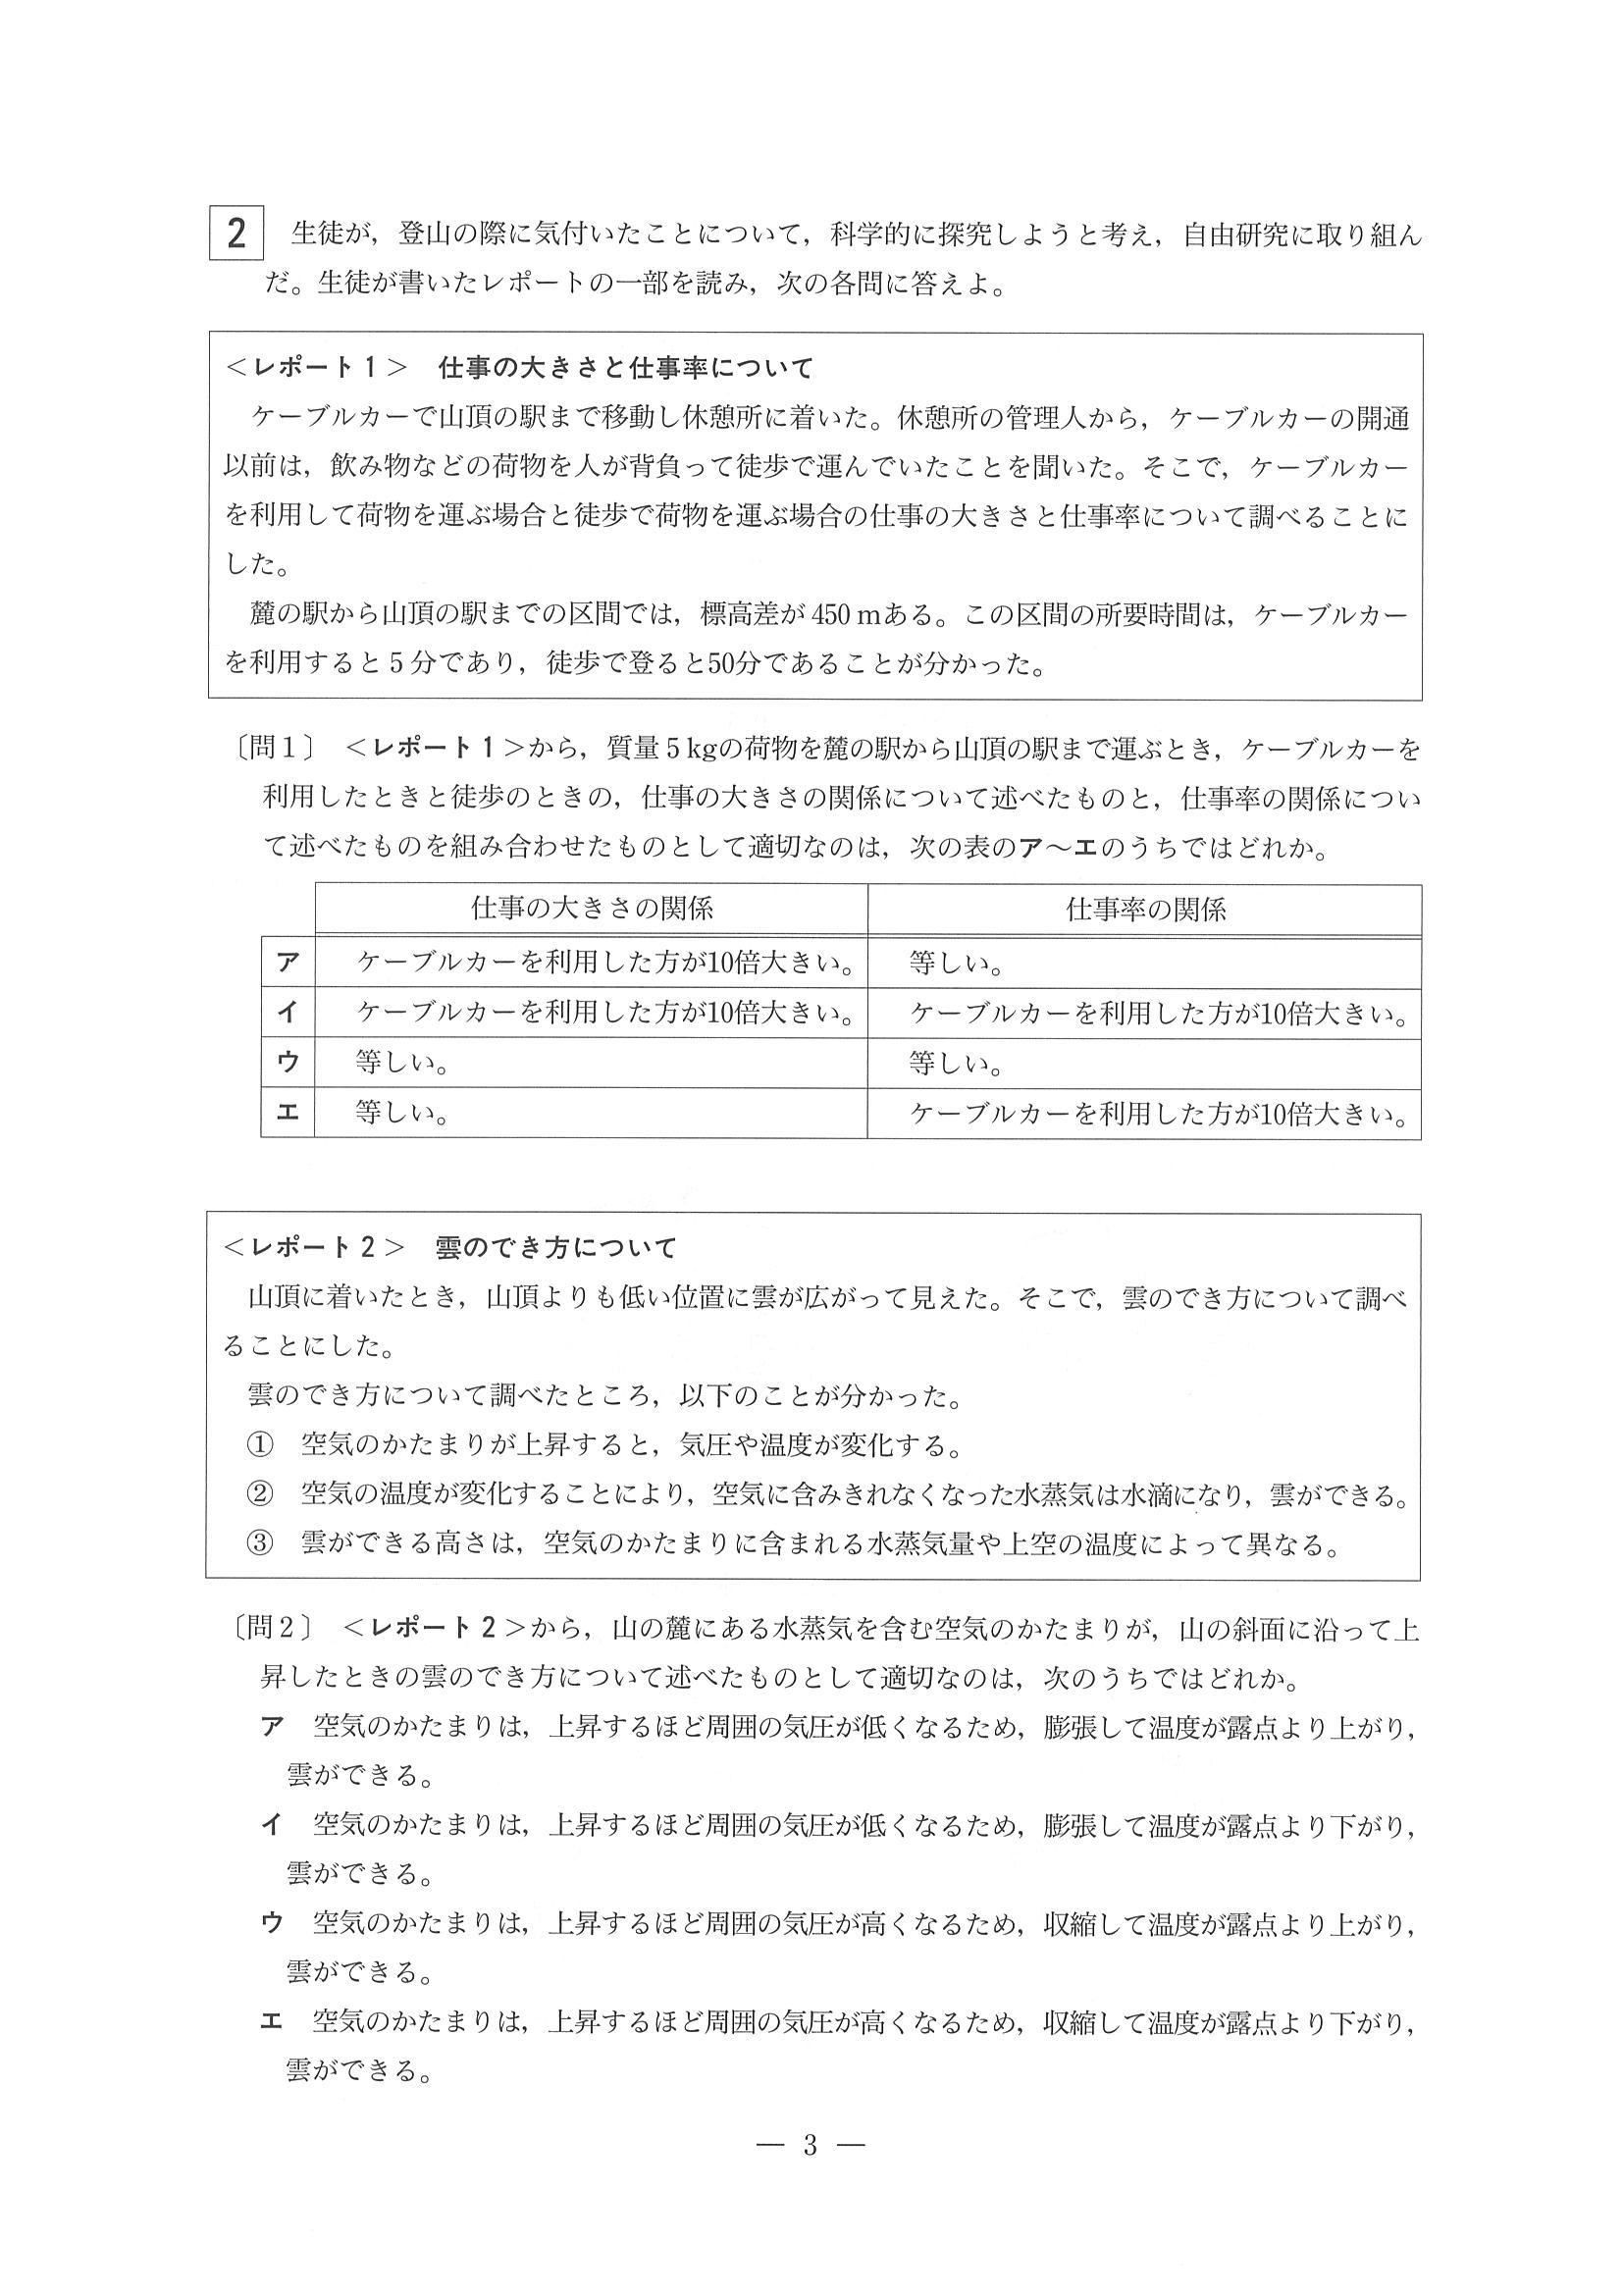 2 生徒が，登山の際に気付いたことについて，科学的に探究しようと考え，自由研究に取り組ん
だ。生徒が書いたレポートの一部を読み，次の各問に答えよ。
＜レポート１＞ 仕事の大きさと仕事率について
ケーブルカーで山頂の駅まで移動し休憩所に着いた。休憩所の管理人から，ケーブルカーの開通
以前は，飲み物などの荷物を人が背負って徒歩で運んでいたことを聞いた。そこで，ケーブルカー
を利用して荷物を運ぶ場合と徒歩で荷物を運ぶ場合の仕事の大きさと仕事率について調べることに
した。
麓の駅から山頂の駅までの区間では，標高差が450 mある。この区間の所要時間は，ケーブルカー
を利用すると５分であり，徒歩で登ると50分であることが分かった。
〔問１〕 ＜レポート１＞から，質量５kgの荷物を麓の駅から山頂の駅まで運ぶとき，ケーブルカーを
利用したときと徒歩のときの，仕事の大きさの関係について述べたものと，仕事率の関係につい
て述べたものを組み合わせたものとして適切なのは，次の表のア～エのうちではどれか。
仕事の大きさの関係 仕事率の関係
ア ケーブルカーを利用した方が10倍大きい。 等しい。
イ ケーブルカーを利用した方が10倍大きい。 ケーブルカーを利用した方が10倍大きい。
ウ 等しい。 等しい。
エ 等しい。 ケーブルカーを利用した方が10倍大きい。
＜レポート２＞ 雲のでき方について
山頂に着いたとき，山頂よりも低い位置に雲が広がって見えた。そこで，雲のでき方について調べ
ることにした。
雲のでき方について調べたところ，以下のことが分かった。
① 空気のかたまりが上昇すると，気圧や温度が変化する。
② 空気の温度が変化することにより，空気に含みきれなくなった水蒸気は水滴になり，雲ができる。
③ 雲ができる高さは，空気のかたまりに含まれる水蒸気量や上空の温度によって異なる。
〔問２〕 ＜レポート２＞から，山の麓にある水蒸気を含む空気のかたまりが，山の斜面に沿って上
昇したときの雲のでき方について述べたものとして適切なのは，次のうちではどれか。
ア 空気のかたまりは，上昇するほど周囲の気圧が低くなるため，膨張して温度が露点より上がり，
雲ができる。
イ 空気のかたまりは，上昇するほど周囲の気圧が低くなるため，膨張して温度が露点より下がり，
雲ができる。
ウ 空気のかたまりは，上昇するほど周囲の気圧が高くなるため，収縮して温度が露点より上がり，
雲ができる。
エ 空気のかたまりは，上昇するほど周囲の気圧が高くなるため，収縮して温度が露点より下がり，
雲ができる。
— 3 —